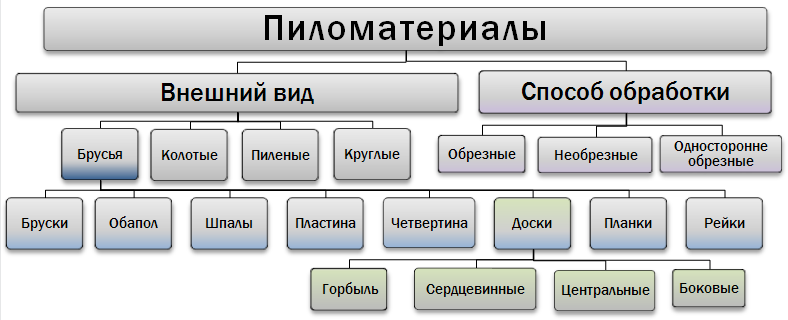 Пиломатериалы
Внешний вид
Способ обработки
Брусья
Колотые
Пиленые
Круглые
Обрезные
Необрезные
Односторонне
обрезные
Бруски
Обапол
Шпалы
Пластина
Четвертина
Доски
Планки
Рейки
Горбыль
Сердцевинные
Центральные
Боковые